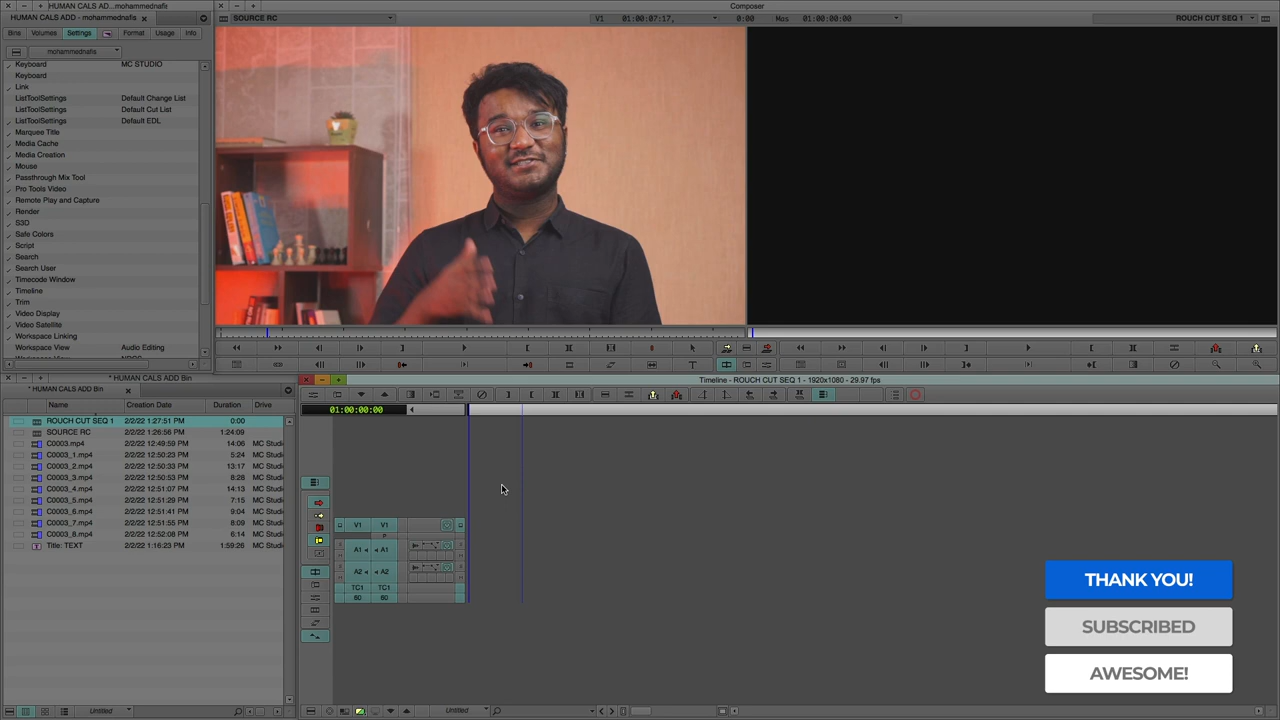 HUMAN CALS AD...mohammednafis
HUMAN CALS ADD - mohammednafis
Bins Volumes Settings Format Usage Info
mohammednafis
Keyboard MC STUDIO
Keyboard
Link
ListToolSettings Default Change List
ListToolSettings Default Cut List
ListToolSettings Default EDL
Marquee Title
Media Cache
Media Creation
Mouse
Passthrough Mix Tool
Pro Tools Video
Remote Play and Capture
Render
S3D
Safe Colors
Script
Search
Search User
Timecode Window
Timeline
Trim
Video Display
Video Satellite
Workspace Linking
Workspace View Audio Editing
Composer
SOURCE RC V1 01:00:07:17, 0:00 Mas 01:00:00:00 ROUCH CUT SEQ 1
* HUMAN CALS ADD Bin
* HUMAN CALS ADD Bin
Name Creation Date Duration Drive
ROUCH CUT SEQ 1 2/2/22 1:27:51 PM 0:00
SOURCE RC 2/2/22 1:26:56 PM 1:24:09
C0003.mp4 2/2/22 12:49:59 PM 14:06 MC Studi
C0003_1.mp4 2/2/22 12:50:23 PM 5:24 MC Studi
C0003_2.mp4 2/2/22 12:50:33 PM 13:17 MC Studi
C0003_3.mp4 2/2/22 12:50:53 PM 8:28 MC Studi
C0003_4.mp4 2/2/22 12:51:07 PM 14:13 MC Studi
C0003_5.mp4 2/2/22 12:51:29 PM 7:15 MC Studi
C0003_6.mp4 2/2/22 12:51:41 PM 9:04 MC Studi
C0003_7.mp4 2/2/22 12:51:55 PM 8:09 MC Studi
C0003_8.mp4 2/2/22 12:52:08 PM 6:14 MC Studi
Title: TEXT 2/2/22 1:16:23 PM 1:59:26 MC Studi
Untitled
Timeline - ROUCH CUT SEQ 1 - 1920x1080 - 29.97 fps
01:00:00:00
V1 V1
P
A1 A1
A2 A2
TC1 TC1
60 60
Untitled
THANK YOU!
SUBSCRIBED
AWESOME!